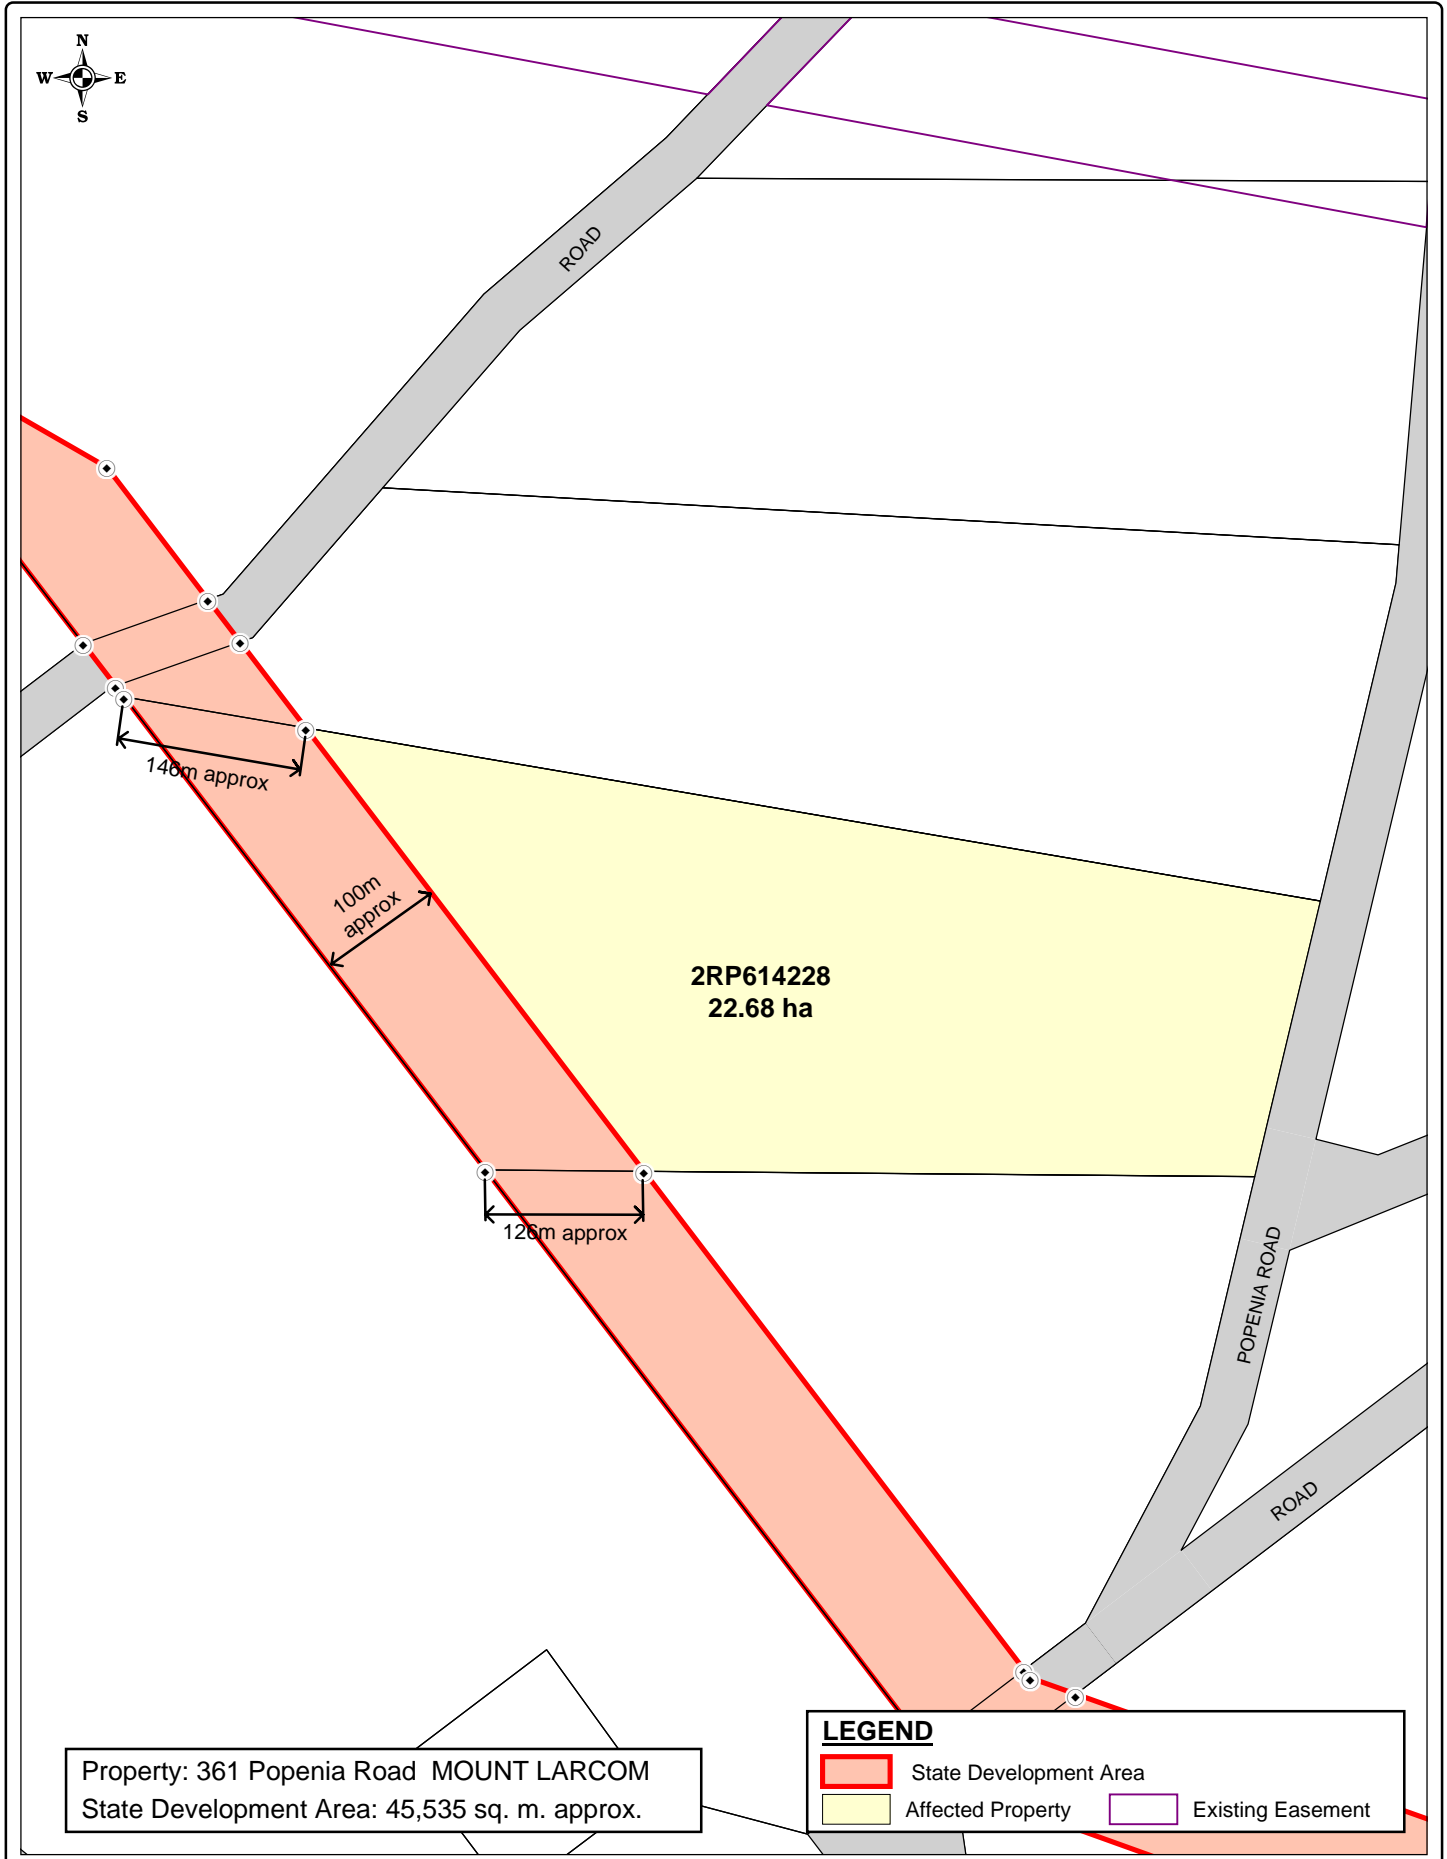 N
W E
S
ROAD
146m approx
100m
approx
2RP614228
22.68 ha
126m approx
POPENIA ROAD
ROAD
LEGEND
State Development Area
Affected Property
Existing Easement
Property: 361 Popenia Road MOUNT LARCOM
State Development Area: 45,535 sq. m. approx.